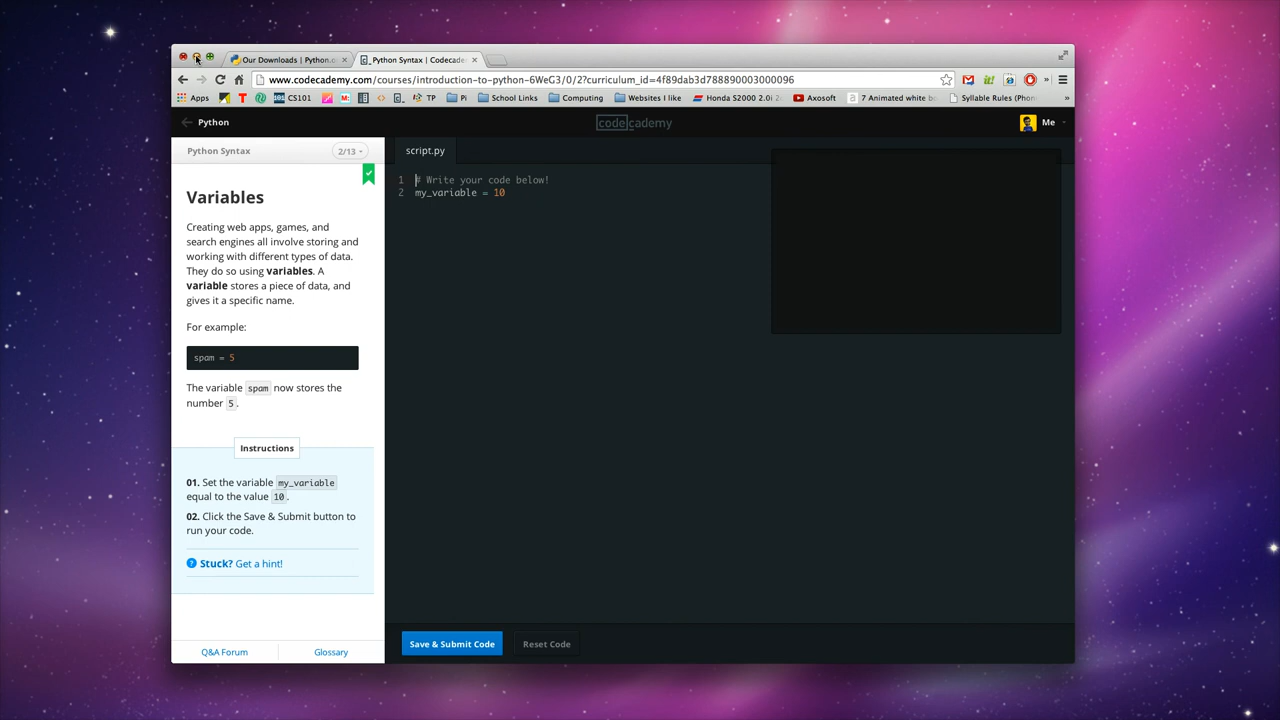 Our Downloads | Python.o
Python Syntax | Codecade
www.codecademy.com/courses/introduction-to-python-6WeG3/0/2?curriculum_id=4f89dab3d788890003000096
Apps
CS101
TP
Pi
School Links
Computing
Websites I like
Honda S2000 2.0i 2
Axosoft
7 Animated white bo
Syllable Rules (Phon
Python
codecademy
Me
Python Syntax
2/13
script.py
Variables
Creating web apps, games, and
search engines all involve storing and
working with different types of data.
They do so using variables. A
variable stores a piece of data, and
gives it a specific name.
For example:
spam = 5
The variable spam now stores the
number 5.
Instructions
01. Set the variable my_variable
equal to the value 10.
02. Click the Save & Submit button to
run your code.
Stuck? Get a hint!
Q&A Forum
Glossary
1 # Write your code below!
2 my_variable = 10
Save & Submit Code
Reset Code